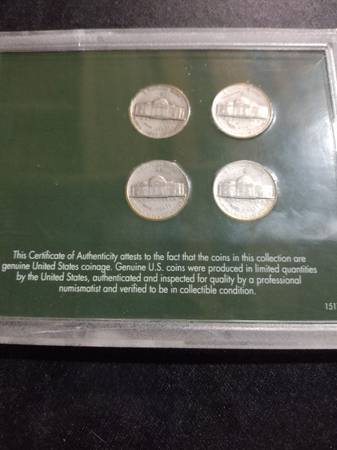 This Certificate of Authenticity attests to the fact that the coins in this collection are
genuine United States coinage. Genuine U.S. coins were produced in limited quantities
by the United States, authenticated and inspected for quality by a professional
numismatist and verified to be in collectible condition.
151